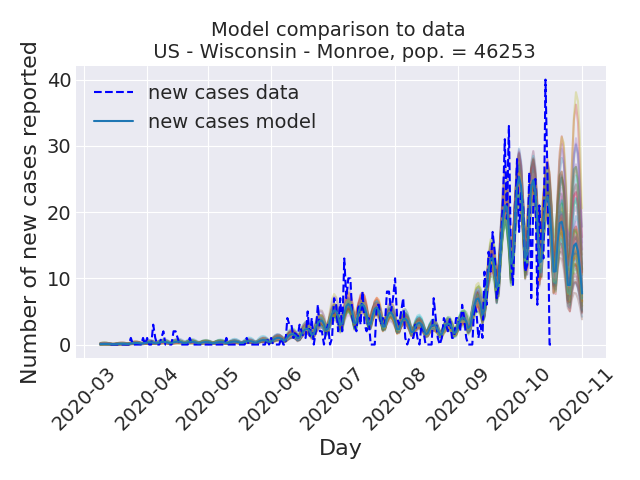 Model comparison to data
US - Wisconsin - Monroe, pop. = 46253
Number of new cases reported
40
30
20
10
0
new cases data
new cases model
2020-03
2020-04
2020-05
2020-06
2020-07
2020-08
2020-09
2020-10
2020-11
Day